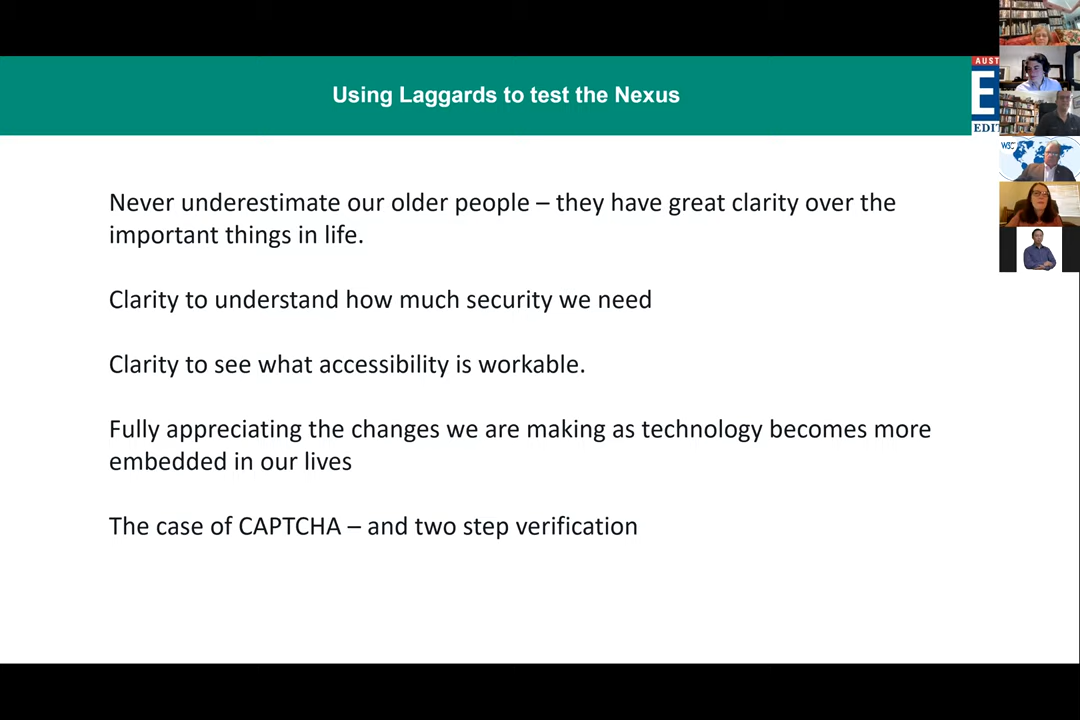 Using Laggards to test the Nexus
AUST
E
EDIT
W3C
Never underestimate our older people – they have great clarity over the
important things in life.
Clarity to understand how much security we need
Clarity to see what accessibility is workable.
Fully appreciating the changes we are making as technology becomes more
embedded in our lives
The case of CAPTCHA – and two step verification